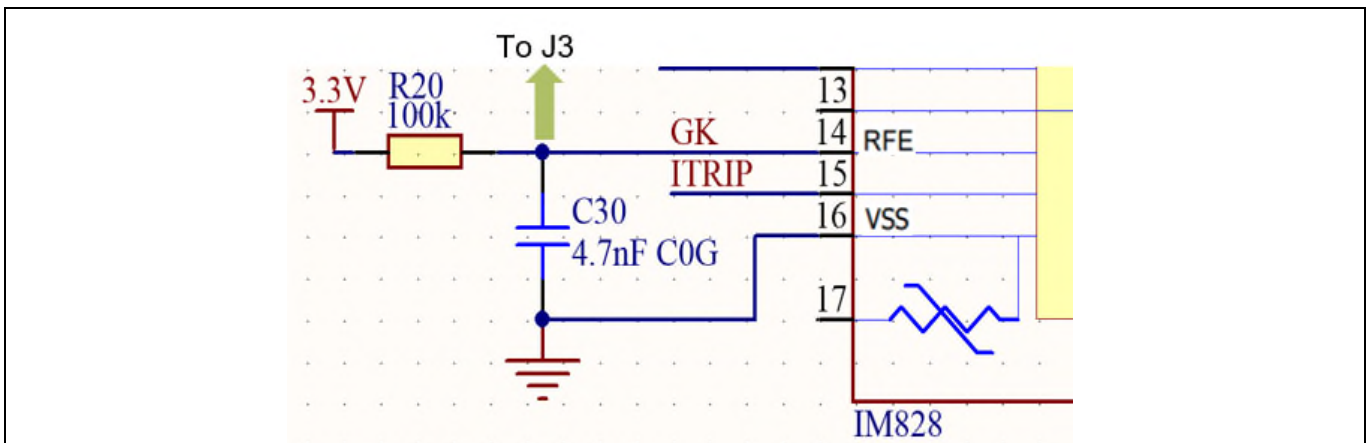 To J3
3.3V
R20
100k
13
GK
14
RFE
ITRIP
15
16
VSS
C30
4.7nF C0G
17
IM828